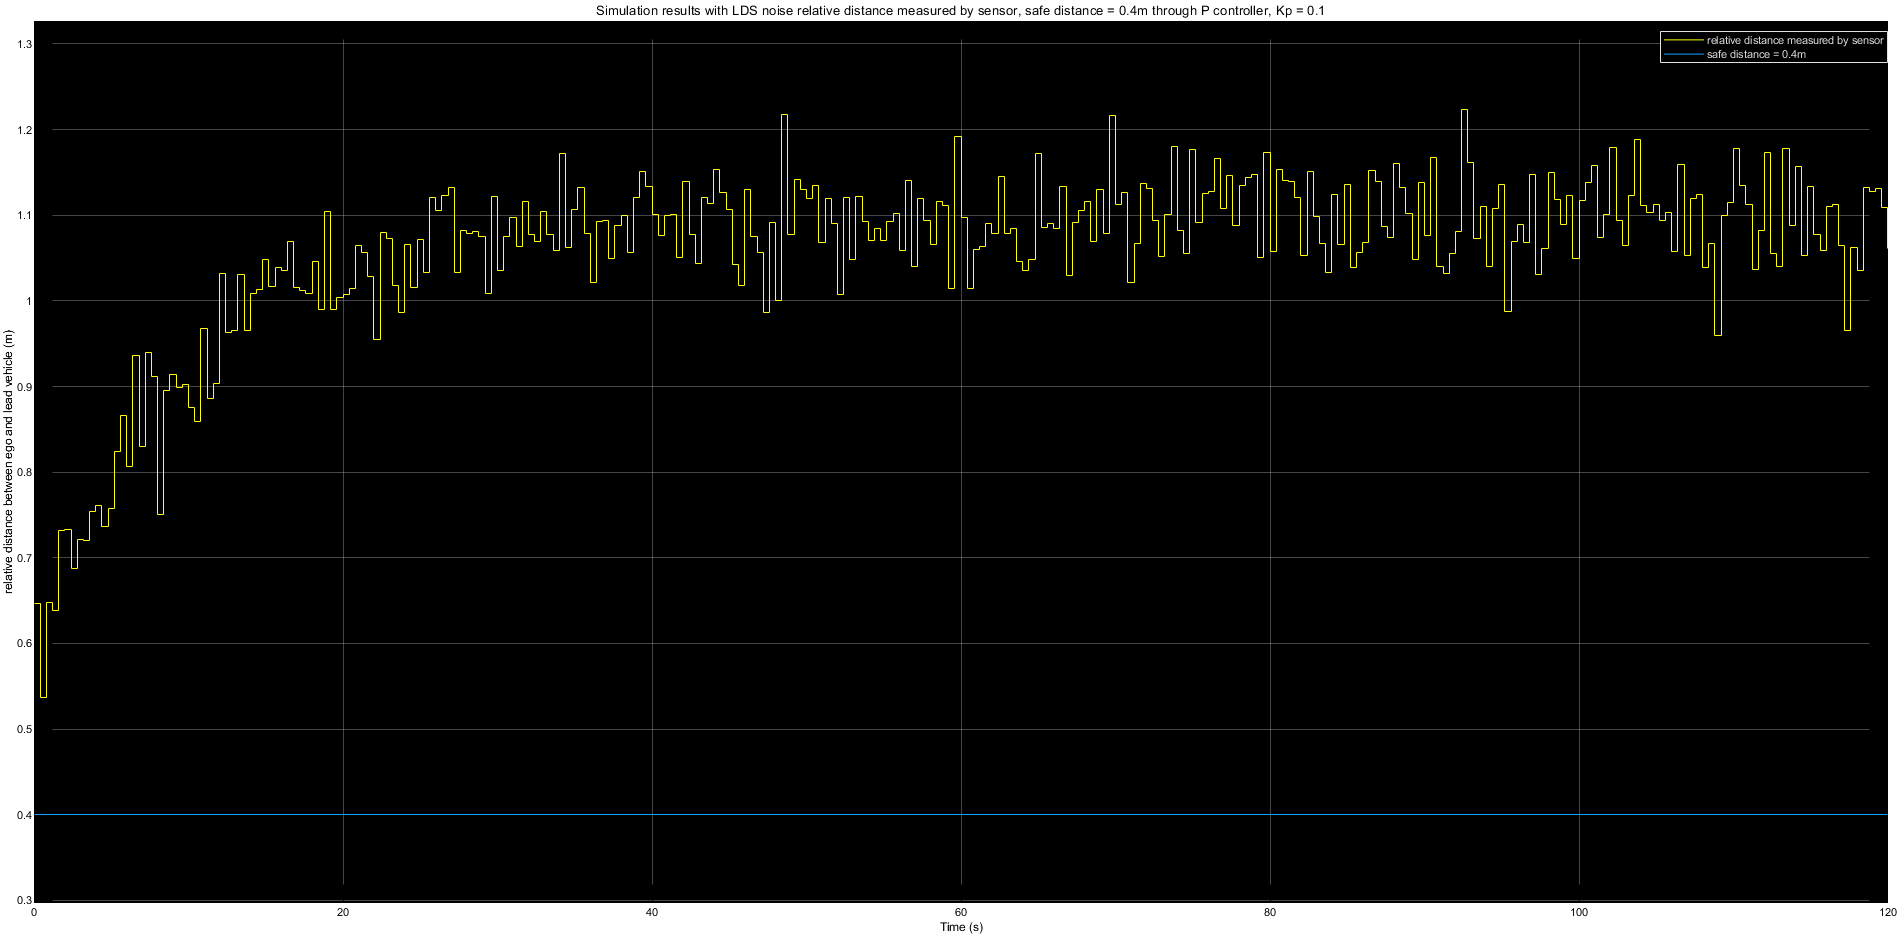 Simulation results with LDS noise relative distance measured by sensor, safe distance = 0.4m through P controller, Kp = 0.1
relative distance measured by sensor
safe distance = 0.4m
relative distance between ego and lead vehicle (m)
1.3
1.2
1.1
1
0.9
0.8
0.7
0.6
0.5
0.4
0.3
0 20 40 60 80 100 120
Time (s)